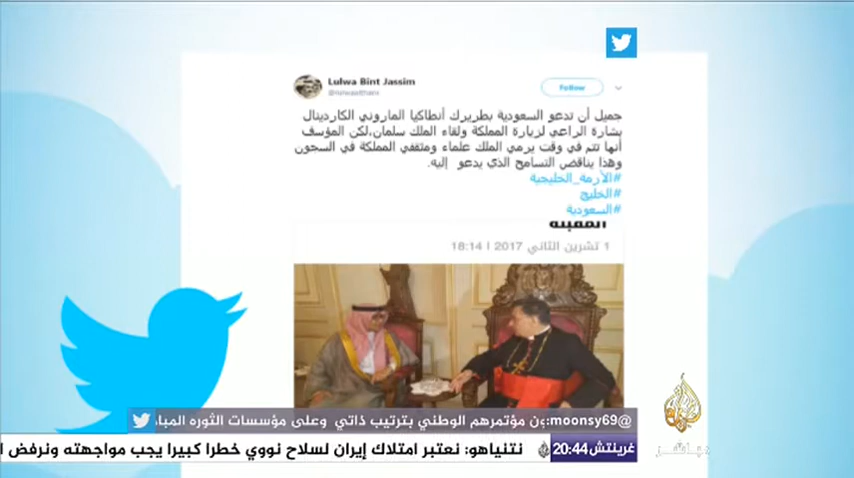 Lulwa Bint Jassim
Follow
جميل أن تدعو السعودية بطريرك أنطاكيا الماروني الكاردينال
بشارة الراعي لزيارة المملكة ولقاء الملك سلمان،لكن المؤسف
أنها تتم في وقت يرمي الملك علماء ومثقفي المملكة في السجون
وهذا يناقض التسامح الذي يدعو إليه.
#الأزمة_الخليجية
#الخليج
#السعودية
المقبلة
1 تشرين الثاني 2017 | 18:14
@moonsy69: ون مؤتمرهم الوطني بترتيب ذاتي وعلى مؤسسات الثوره المبا
غرينتش 20:44
نتنياهو: نعتبر امتلاك إيران لسلاح نووي خطرا كبيرا يجب مواجهته ونرفض ا
مباشر